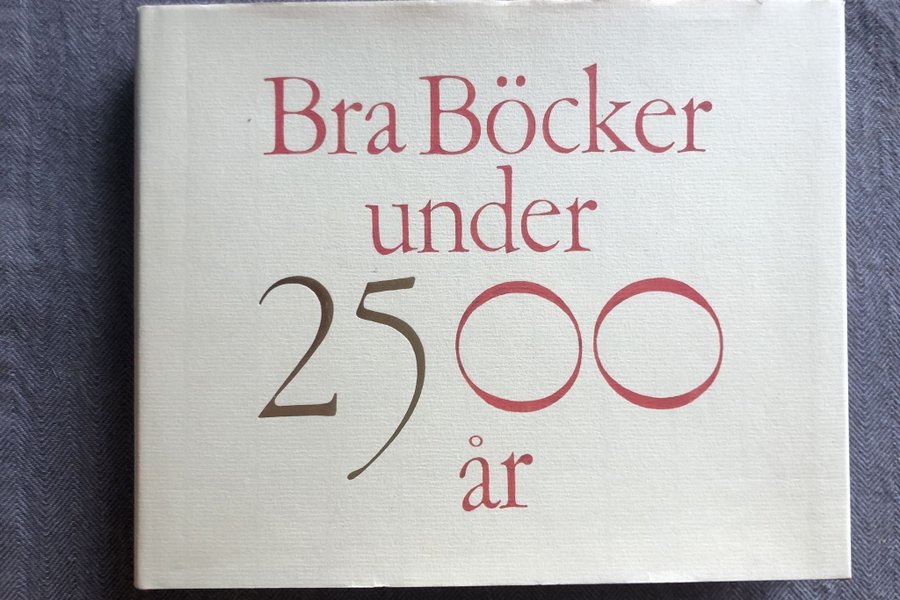 Bra Böcker
under
2500
år